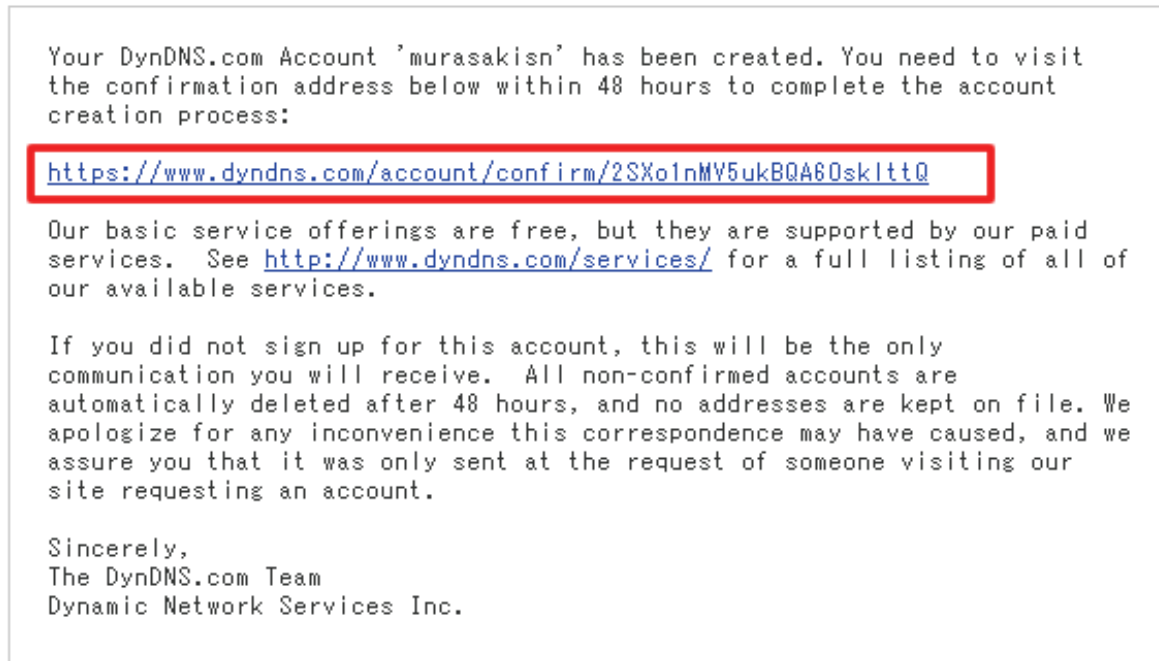 Your DynDNS.com Account 'murasakisn' has been created. You need to visit
the confirmation address below within 48 hours to complete the account
creation process:
https://www.dyndns.com/account/confirm/2SXo1nMV5ukBQA6OskIttQ
Our basic service offerings are free, but they are supported by our paid
services.  See http://www.dyndns.com/services/ for a full listing of all of
our available services.
If you did not sign up for this account, this will be the only
communication you will receive.  All non-confirmed accounts are
automatically deleted after 48 hours, and no addresses are kept on file. We
apologize for any inconvenience this correspondence may have caused, and we
assure you that it was only sent at the request of someone visiting our
site requesting an account.
Sincerely,
The DynDNS.com Team
Dynamic Network Services Inc.